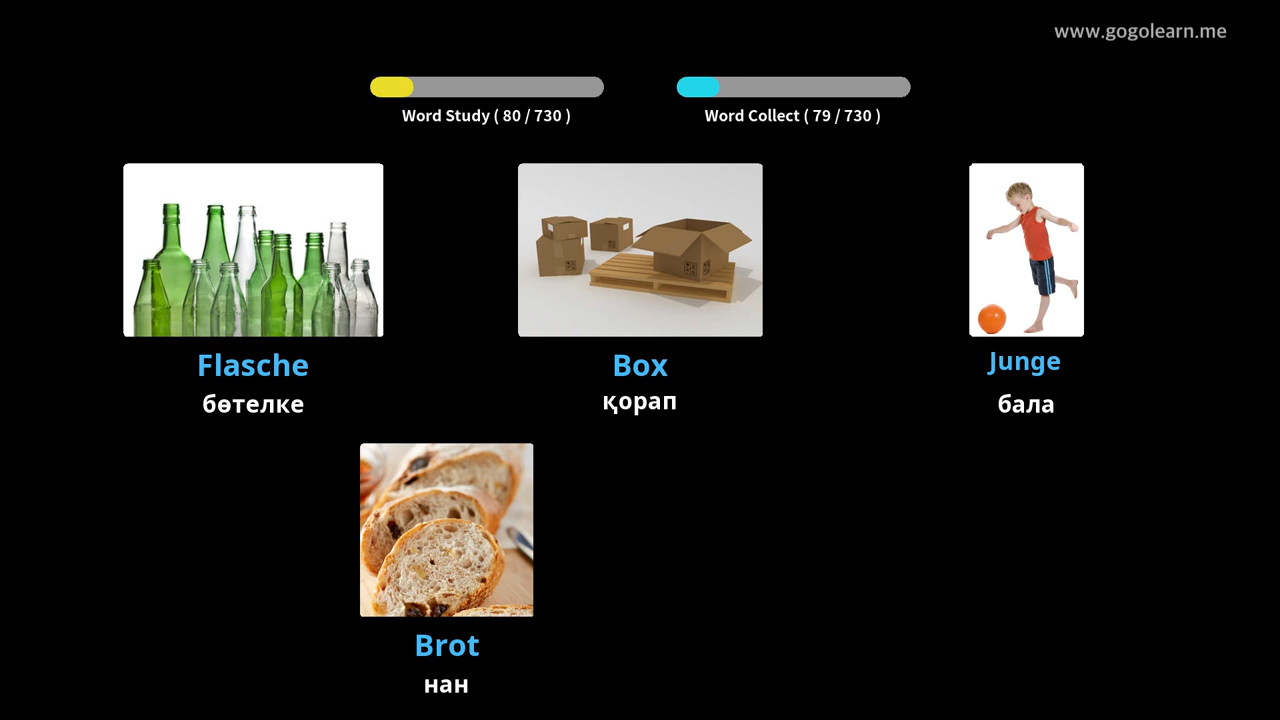 www.gogolearn.me
Word Study ( 80 / 730 )
Word Collect ( 79 / 730 )
Flasche
бөтелке
Box
қорап
Junge
бала
Brot
нан